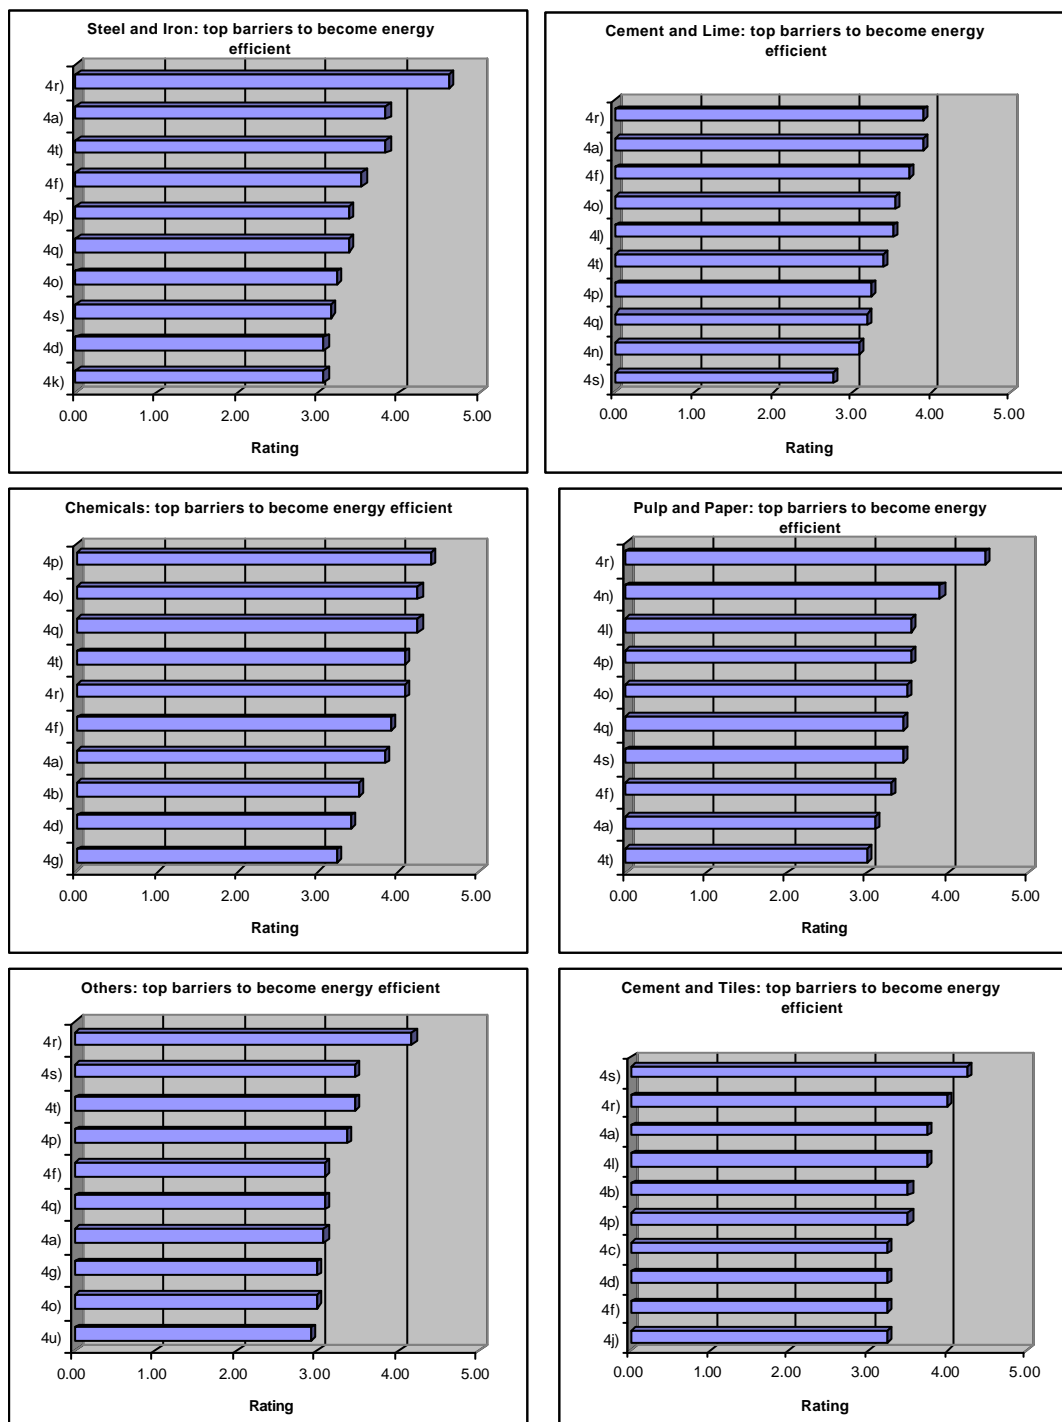 Steel and Iron: top barriers to become energy
efficient
4r)
4a)
4t)
4f)
4p)
4q)
4o)
4s)
4d)
4k)
0.00 1.00 2.00 3.00 4.00 5.00
Rating
Cement and Lime: top barriers to become energy
efficient
4r)
4a)
4f)
4o)
4l)
4t)
4p)
4q)
4n)
4s)
0.00 1.00 2.00 3.00 4.00 5.00
Rating
Chemicals: top barriers to become energy efficient
4p)
4o)
4q)
4t)
4r)
4f)
4a)
4b)
4d)
4g)
0.00 1.00 2.00 3.00 4.00 5.00
Rating
Pulp and Paper: top barriers to become energy
efficient
4r)
4n)
4l)
4p)
4o)
4q)
4s)
4f)
4a)
4t)
0.00 1.00 2.00 3.00 4.00 5.00
Rating
Others: top barriers to become energy efficient
4r)
4s)
4t)
4p)
4f)
4q)
4a)
4g)
4o)
4u)
0.00 1.00 2.00 3.00 4.00 5.00
Rating
Cement and Tiles: top barriers to become energy
efficient
4s)
4r)
4a)
4l)
4b)
4p)
4c)
4d)
4f)
4j)
0.00 1.00 2.00 3.00 4.00 5.00
Rating